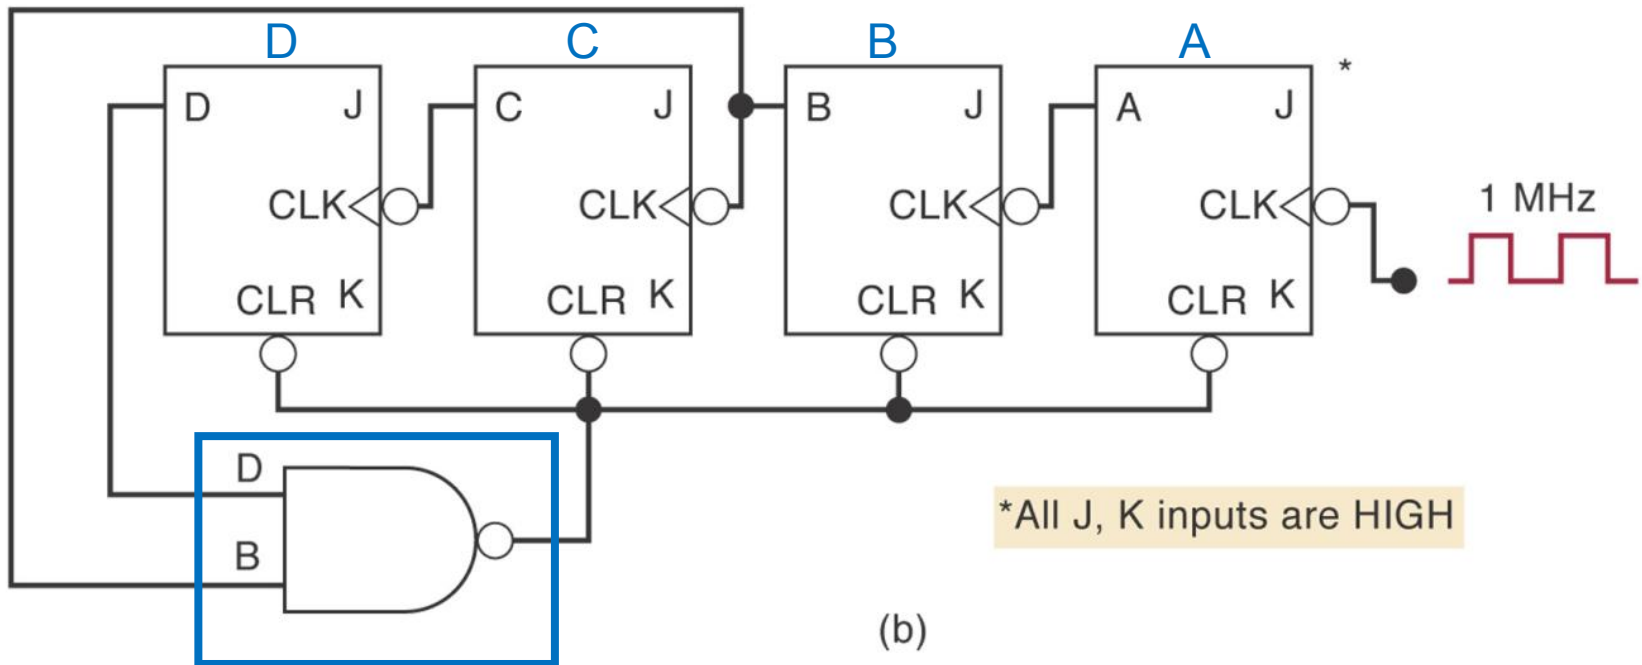 D C B A
*
D J C J B J A J
CLK CLK CLK CLK
1 MHz
CLR K CLR K CLR K CLR K
D
B
*All J, K inputs are HIGH
(b)